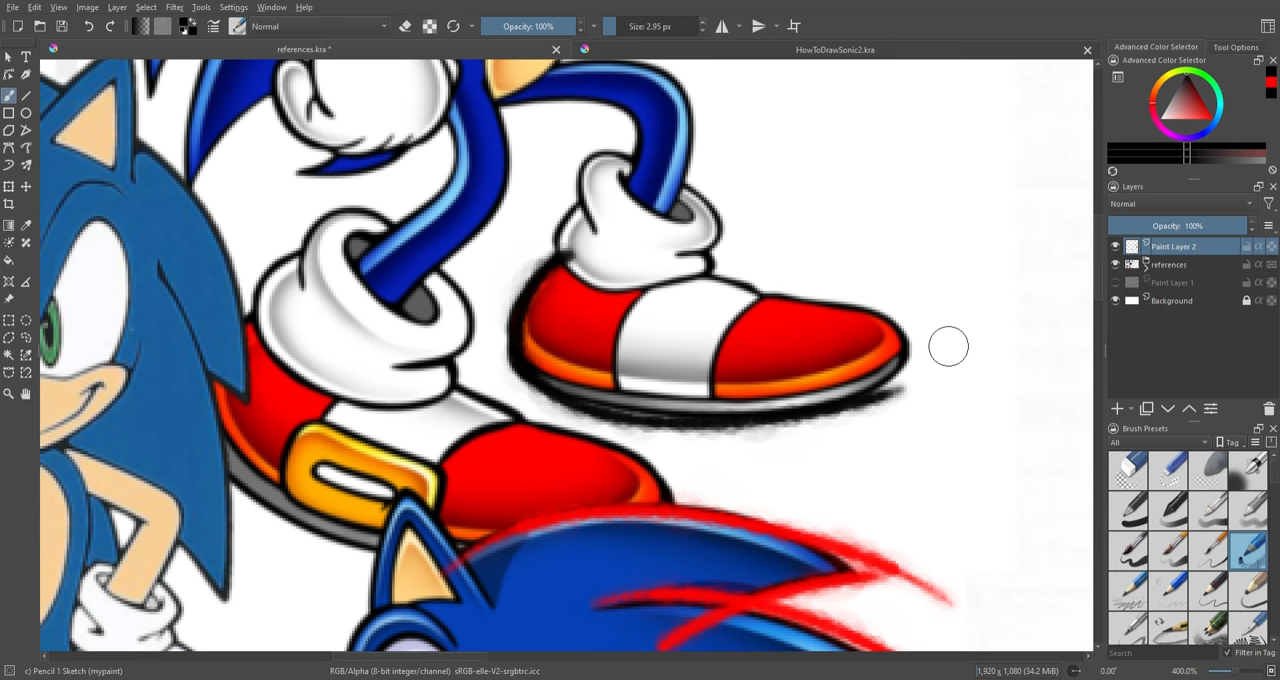 File Edit View Image Layer Select Filter Tools Settings Window Help
Normal Opacity: 100% Size: 2.95 px
references.kra * HowToDrawSonic2.kra
Advanced Color Selector Tool Options
Advanced Color Selector
Layers
Normal
Opacity: 100%
Paint Layer 2
references
Paint Layer 1
Background
Brush Presets
All Tag
Search Filter in Tag
c) Pencil 1 Sketch (mypaint) RGB/Alpha (8-bit integer/channel) sRGB-elle-V2-srgbtrc.icc 1,920 x 1,080 (34.2 MiB) 0.00° 400.0%